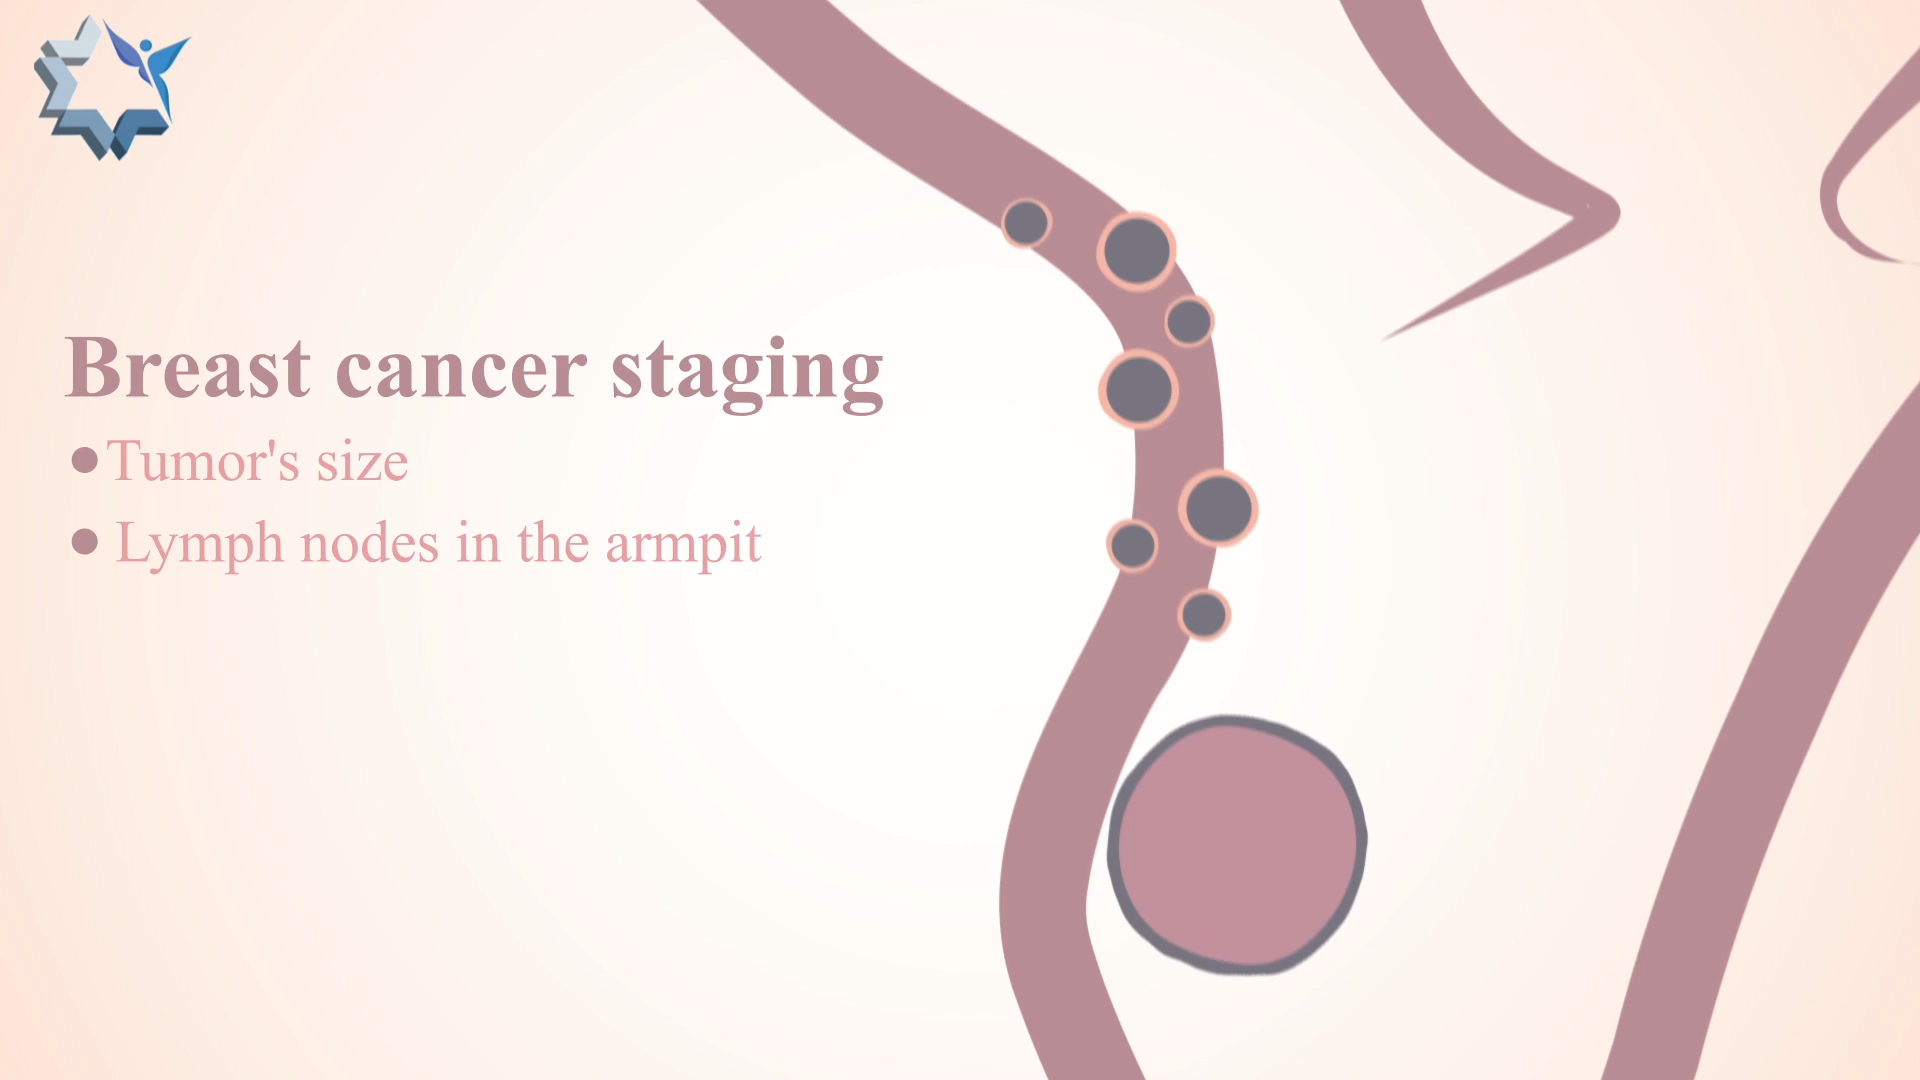 Breast cancer staging
•Tumor's size
• Lymph nodes in the armpit